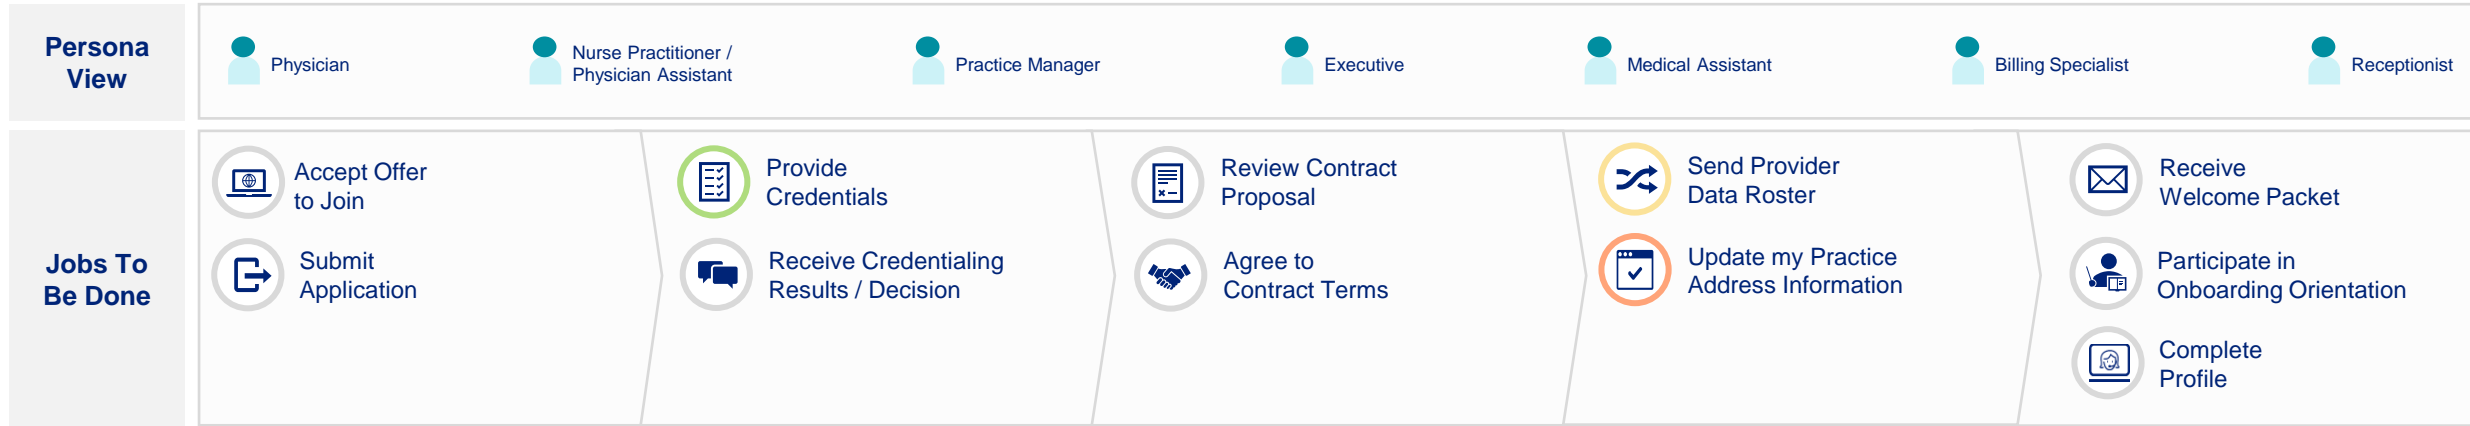 Persona
View
Physician
Nurse Practitioner /
Physician Assistant
Practice Manager
Executive
Medical Assistant
Billing Specialist
Receptionist
Jobs To
Be Done
Accept Offer
to Join
Submit
Application
Provide
Credentials
Receive Credentialing
Results / Decision
Review Contract
Proposal
Agree to
Contract Terms
Send Provider
Data Roster
Update my Practice
Address Information
Receive
Welcome Packet
Participate in
Onboarding Orientation
Complete
Profile